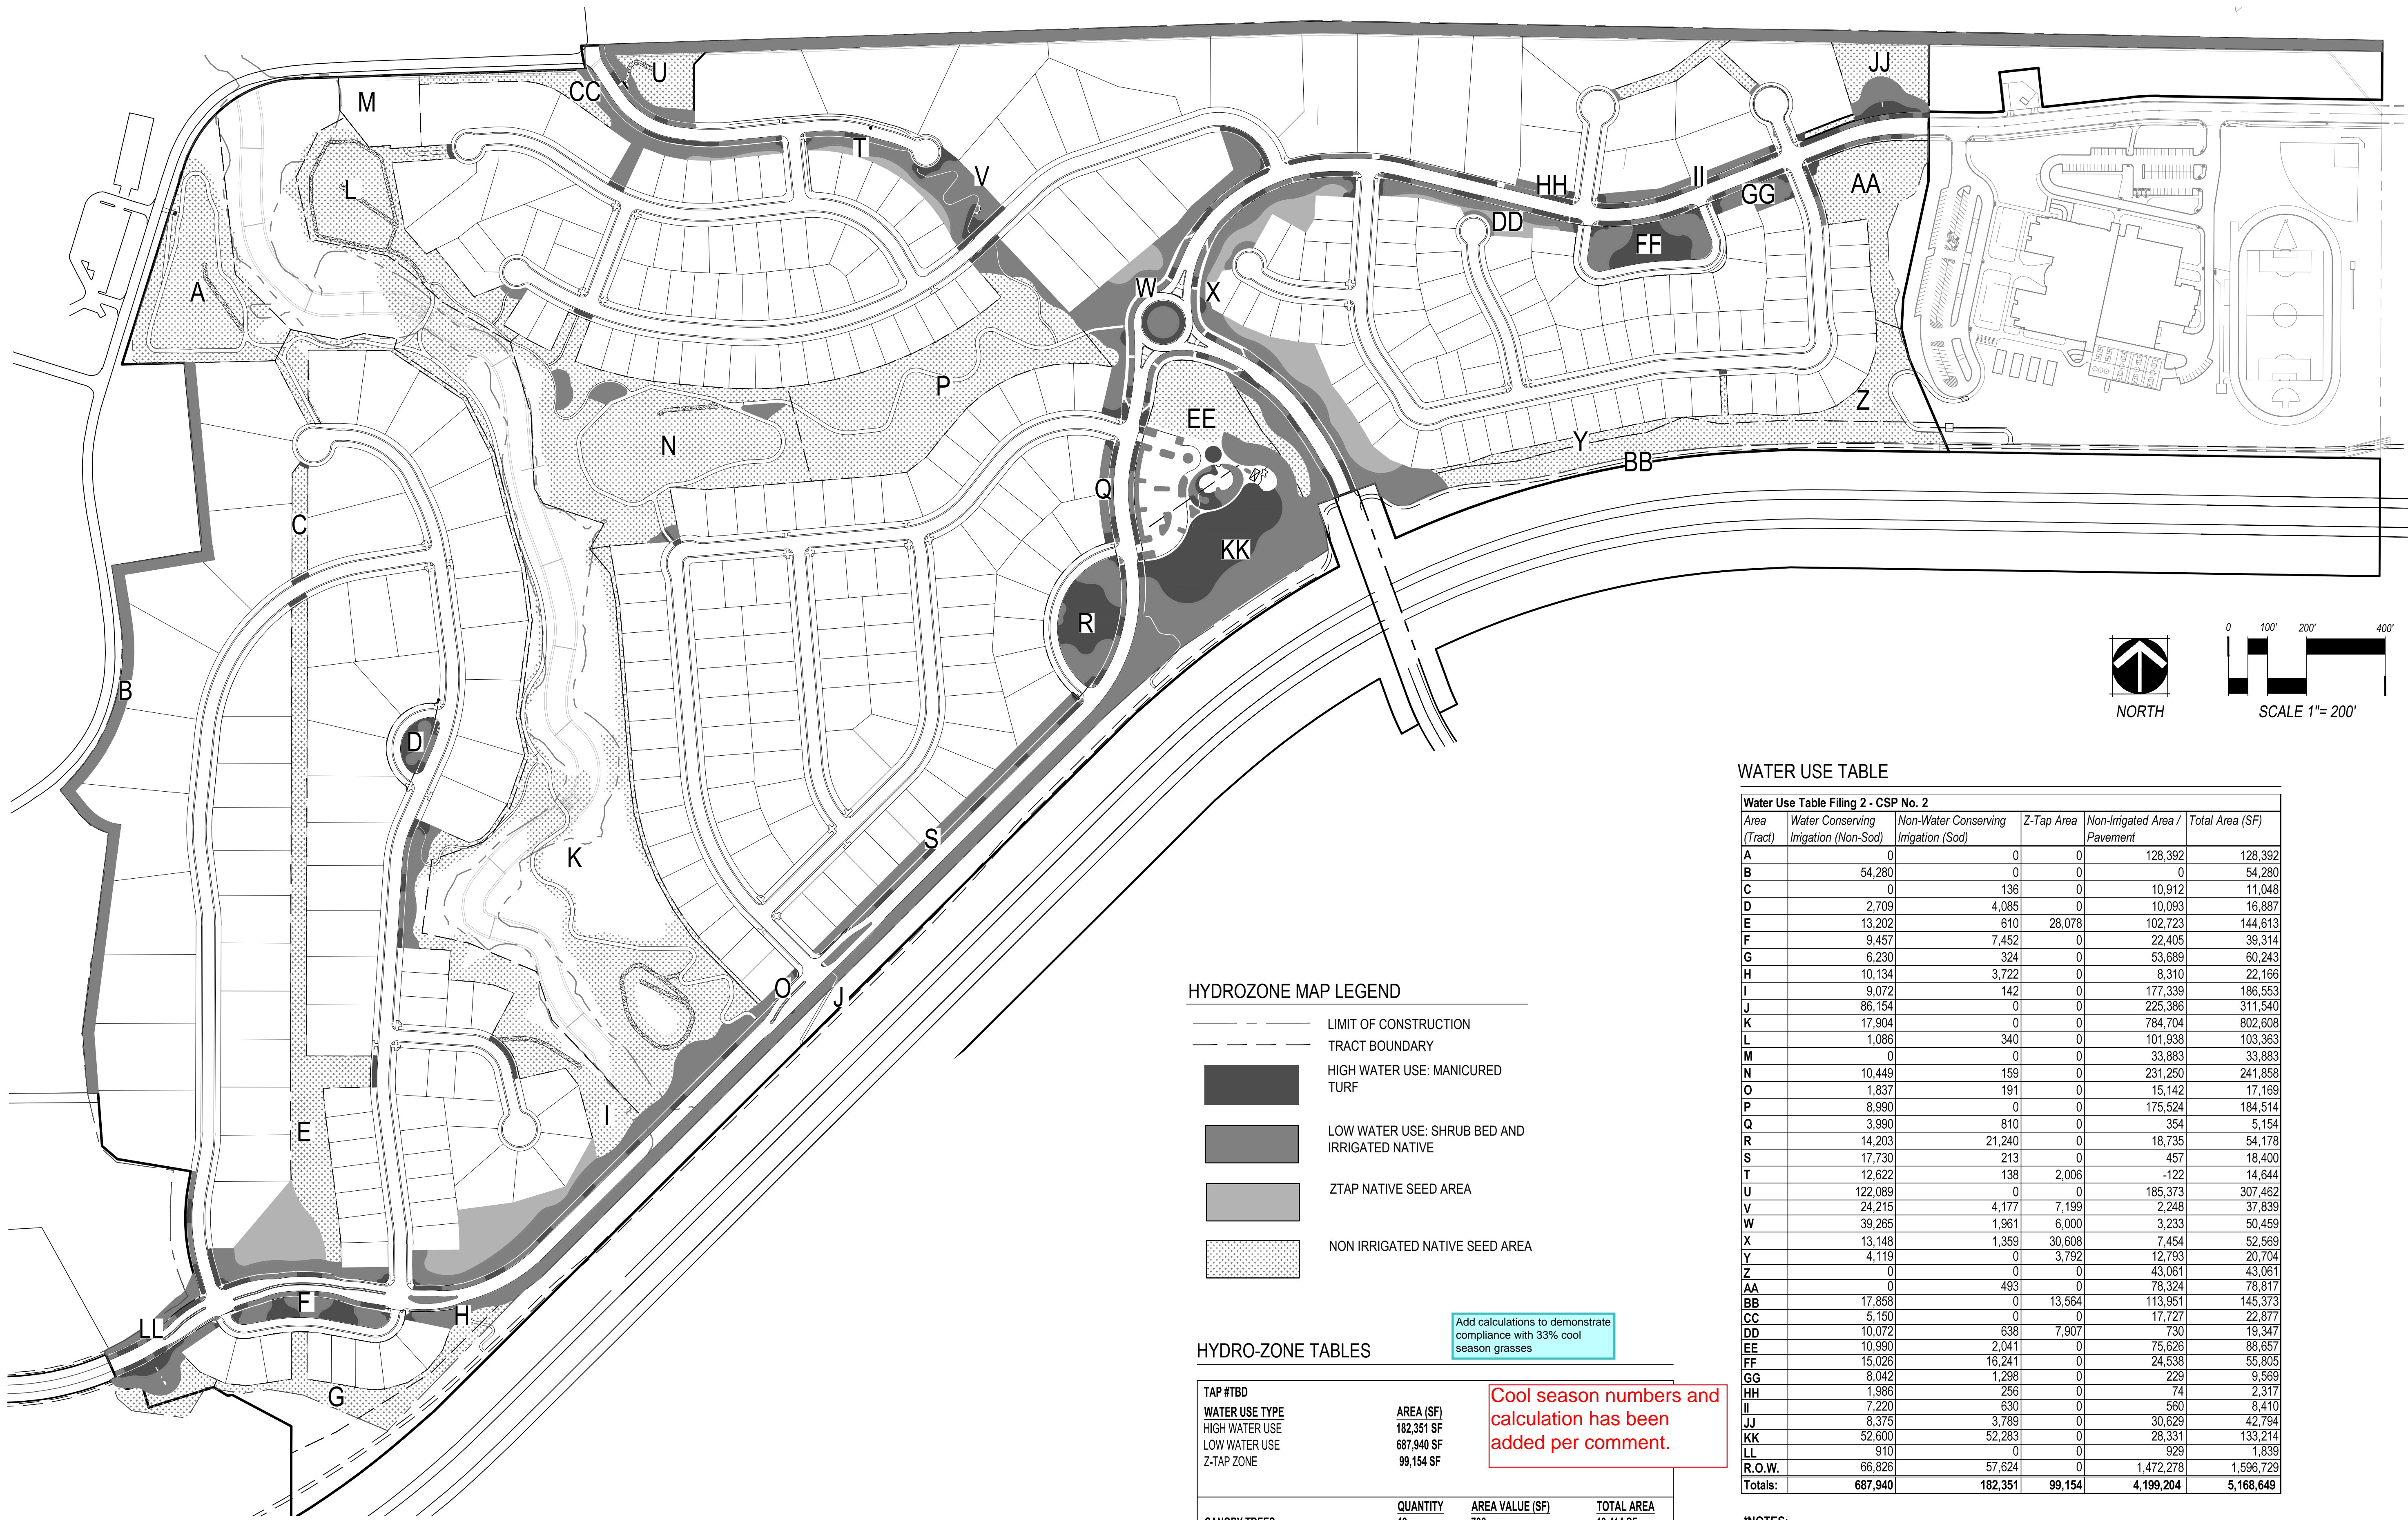 U
JJ
CC
M
T
V
L
HH
II
GG
AA
DD
FF
A
W
X
P
Z
EE
N
Y
BB
Q
C
KK
R
B
D
S
K
O
J
I
E
F
H
LL
G
0 100' 200' 400'
NORTH
SCALE 1"= 200'
HYDROZONE MAP LEGEND
LIMIT OF CONSTRUCTION
TRACT BOUNDARY
HIGH WATER USE: MANICURED
TURF
LOW WATER USE: SHRUB BED AND
IRRIGATED NATIVE
ZTAP NATIVE SEED AREA
NON IRRIGATED NATIVE SEED AREA
Add calculations to demonstrate
compliance with 33% cool
season grasses
HYDRO-ZONE TABLES
TAP #TBD
WATER USE TYPE AREA (SF)
HIGH WATER USE 182,351 SF
LOW WATER USE 687,940 SF
Z-TAP ZONE 99,154 SF
Cool season numbers and
calculation has been
added per comment.
QUANTITY AREA VALUE (SF) TOTAL AREA
WATER USE TABLE
Water Use Table Filing 2 - CSP No. 2
Area Water Conserving Non-Water Conserving Z-Tap Area Non-Irrigated Area / Total Area (SF)
(Tract) Irrigation (Non-Sod) Irrigation (Sod) Pavement
A 0 0 0 128,392 128,392
B 54,280 0 0 0 54,280
C 0 136 0 10,912 11,048
D 2,709 4,085 0 10,093 16,887
E 13,202 610 28,078 102,723 144,613
F 9,457 7,452 0 22,405 39,314
G 6,230 324 0 53,689 60,243
H 10,134 3,722 0 8,310 22,166
I 9,072 142 0 177,339 186,553
J 86,154 0 0 225,386 311,540
K 17,904 0 0 784,704 802,608
L 1,086 340 0 101,938 103,363
M 0 0 0 33,883 33,883
N 10,449 159 0 231,250 241,858
O 1,837 191 0 15,142 17,169
P 8,990 0 0 175,524 184,514
Q 3,990 810 0 354 5,154
R 14,203 21,240 0 18,735 54,178
S 17,730 213 0 457 18,400
T 12,622 138 2,006 -122 14,644
U 122,089 0 0 185,373 307,462
V 24,215 4,177 7,199 2,248 37,839
W 39,265 1,961 6,000 3,233 50,459
X 13,148 1,359 30,608 7,454 52,569
Y 4,119 0 3,792 12,793 20,704
Z 0 0 0 43,061 43,061
AA 0 493 0 78,324 78,817
BB 17,858 0 13,564 113,951 145,373
CC 5,150 0 0 17,727 22,877
DD 10,072 638 7,907 730 19,347
EE 10,990 2,041 0 75,626 88,657
FF 15,026 16,241 0 24,538 55,805
GG 8,042 1,298 0 229 9,569
HH 1,986 256 0 74 2,317
II 7,220 630 0 560 8,410
JJ 8,375 3,789 0 30,629 42,794
KK 52,600 52,283 0 28,331 133,214
LL 910 0 0 929 1,839
R.O.W. 66,826 57,624 0 1,472,278 1,596,729
Totals: 687,940 182,351 99,154 4,199,204 5,168,649